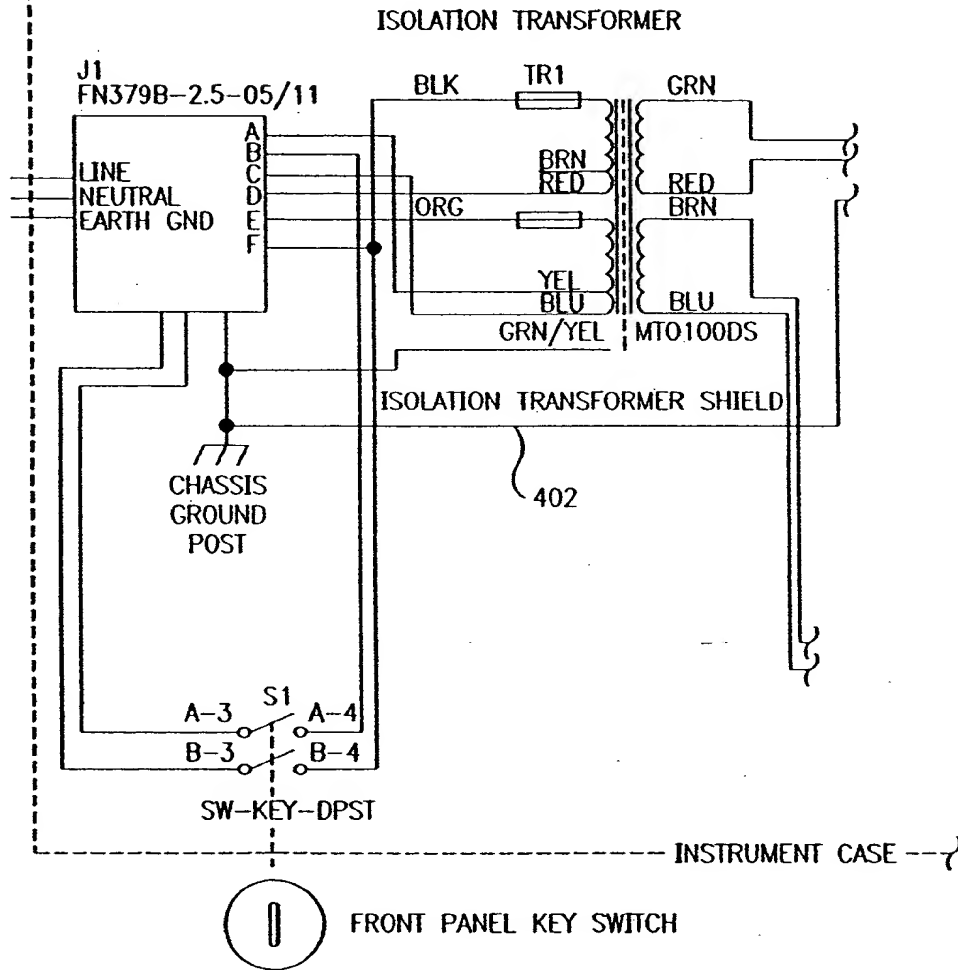 ISOLATION TRANSFORMER
J1
FN379B-2.5-05/11
BLK
TR1
GRN
A
B
C
D
E
F
LINE
NEUTRAL
EARTH GND
BRN
RED
RED
BRN
ORG
YEL
BLU
BLU
GRN/YEL
MT0100DS
ISOLATION TRANSFORMER SHIELD
402
CHASSIS
GROUND
POST
S1
A-3
A-4
B-3
B-4
SW-KEY-DPST
INSTRUMENT CASE
FRONT PANEL KEY SWITCH